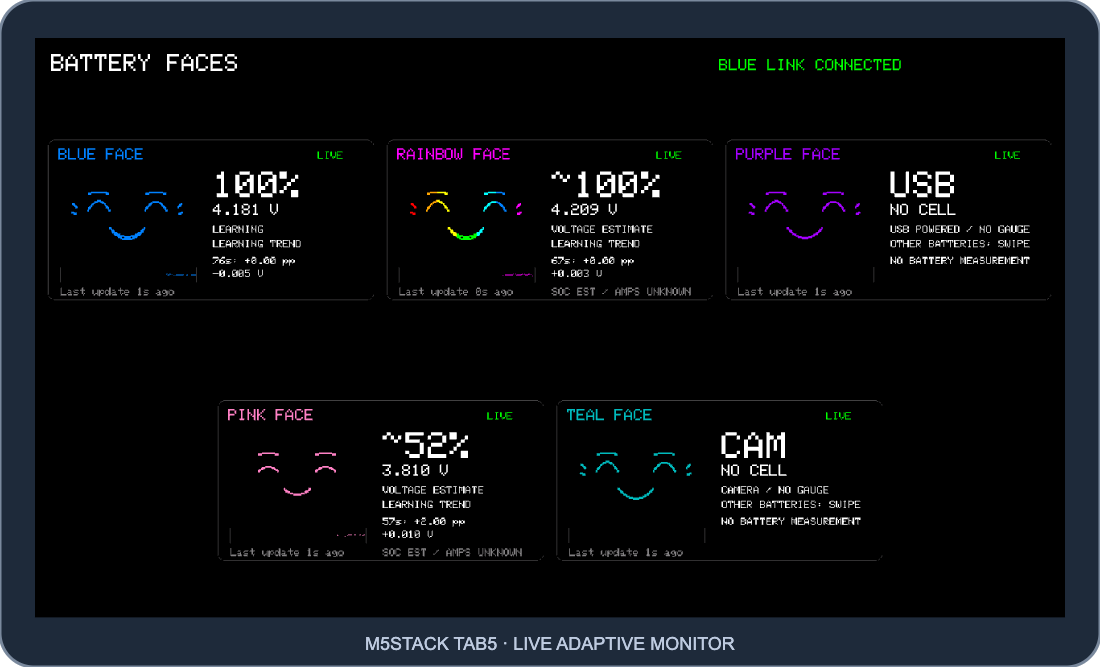 BATTERY FACES
BLUE LINK CONNECTED
BLUE FACE
LIVE
100%
4.181 V
LEARNING
LEARNING TREND
76s: +0.00 pp
-0.005 V
Last update 1s ago
RAINBOW FACE
LIVE
~100%
4.209 V
VOLTAGE ESTIMATE
LEARNING TREND
67s: +0.00 pp
+0.003 V
Last update 0s ago
SOC EST / AMPS UNKNOWN
PURPLE FACE
LIVE
USB
NO CELL
USB POWERED / NO GAUGE
OTHER BATTERIES: SWIPE
NO BATTERY MEASUREMENT
Last update 1s ago
PINK FACE
LIVE
~52%
3.810 V
VOLTAGE ESTIMATE
LEARNING TREND
57s: +2.00 pp
+0.010 V
Last update 1s ago
SOC EST / AMPS UNKNOWN
TEAL FACE
LIVE
CAM
NO CELL
CAMERA / NO GAUGE
OTHER BATTERIES: SWIPE
NO BATTERY MEASUREMENT
Last update 1s ago
M5STACK TAB5 · LIVE ADAPTIVE MONITOR